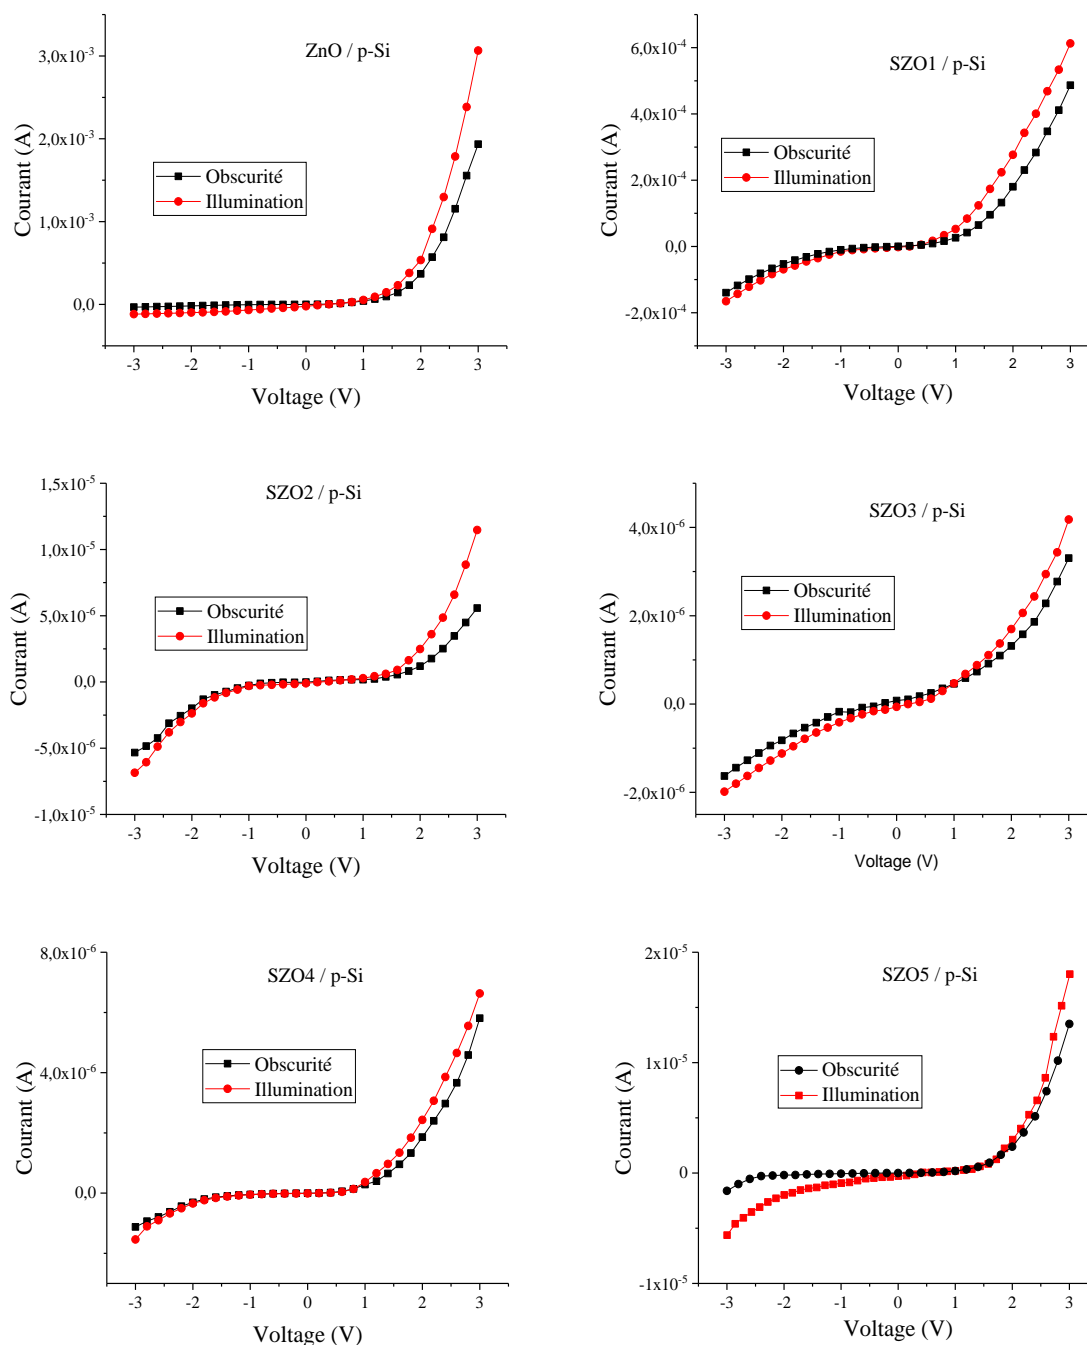 ZnO / p-Si
3,0x10⁻³
2,0x10⁻³
1,0x10⁻³
0,0
Courant (A)
Obscurité
Illumination
-3 -2 -1 0 1 2 3
Voltage (V)
SZO1 / p-Si
6,0x10⁻⁴
4,0x10⁻⁴
2,0x10⁻⁴
0,0
-2,0x10⁻⁴
Courant (A)
Obscurité
Illumination
-3 -2 -1 0 1 2 3
Voltage (V)
SZO2 / p-Si
1,5x10⁻⁵
1,0x10⁻⁵
5,0x10⁻⁶
0,0
-5,0x10⁻⁶
-1,0x10⁻⁵
Courant (A)
Obscurité
Illumination
-3 -2 -1 0 1 2 3
Voltage (V)
SZO3 / p-Si
4,0x10⁻⁶
2,0x10⁻⁶
0,0
-2,0x10⁻⁶
Courant (A)
Obscurité
Illumination
-3 -2 -1 0 1 2 3
Voltage (V)
SZO4 / p-Si
8,0x10⁻⁶
4,0x10⁻⁶
0,0
Courant (A)
Obscurité
Illumination
-3 -2 -1 0 1 2 3
Voltage (V)
SZO5 / p-Si
2x10⁻⁵
1x10⁻⁵
0
-1x10⁻⁵
Courant (A)
Obscurité
Illumination
-3 -2 -1 0 1 2 3
Voltage (V)